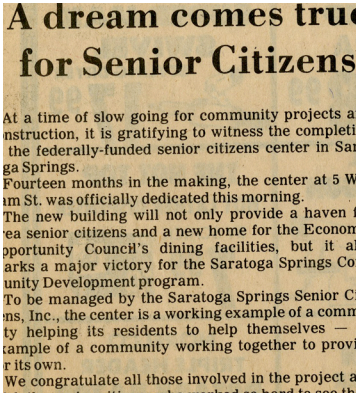 A dream comes true
for Senior Citizens
At a time of slow going for community projects a
nstruction, it is gratifying to witness the completi
the federally-funded senior citizens center in Sar
ga Springs.
Fourteen months in the making, the center at 5 W
am St. was officially dedicated this morning.
The new building will not only provide a haven f
ea senior citizens and a new home for the Econom
pportunity Council's dining facilities, but it al
arks a major victory for the Saratoga Springs Co
unity Development program.
To be managed by the Saratoga Springs Senior C
ns, Inc., the center is a working example of a comm
ty helping its residents to help themselves —
xample of a community working together to provi
r its own.
We congratulate all those involved in the project a